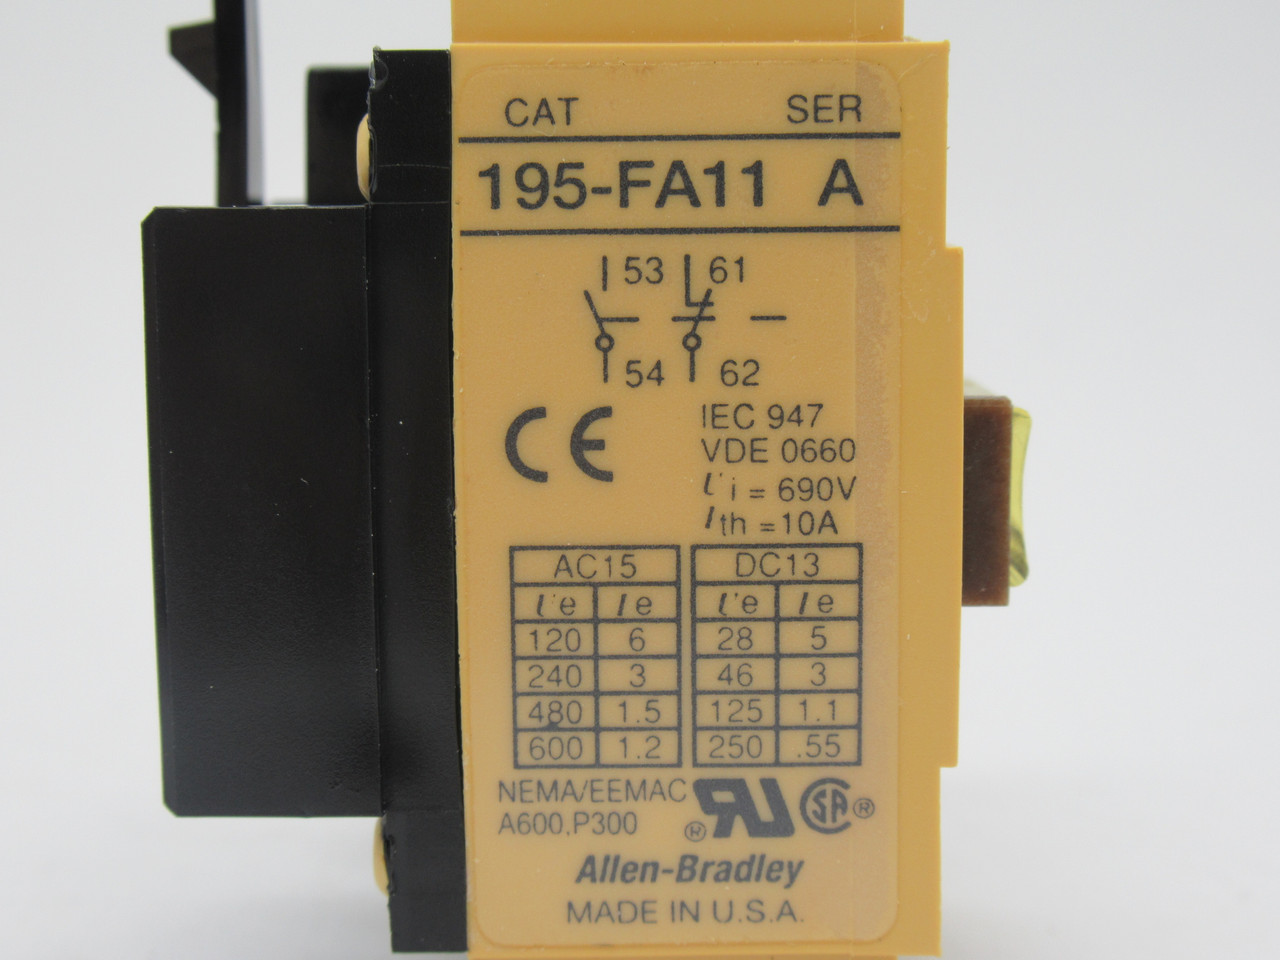 CAT SER
195-FA11 A
53 61
54 62
CE
IEC 947
VDE 0660
Ui = 690V
Ith = 10A
AC15 DC13
Ue Ie Ue Ie
120 6 28 5
240 3 46 3
480 1.5 125 1.1
600 1.2 250 .55
NEMA/EEMAC
A600,P300
® RU SA ®
Allen-Bradley
MADE IN U.S.A.